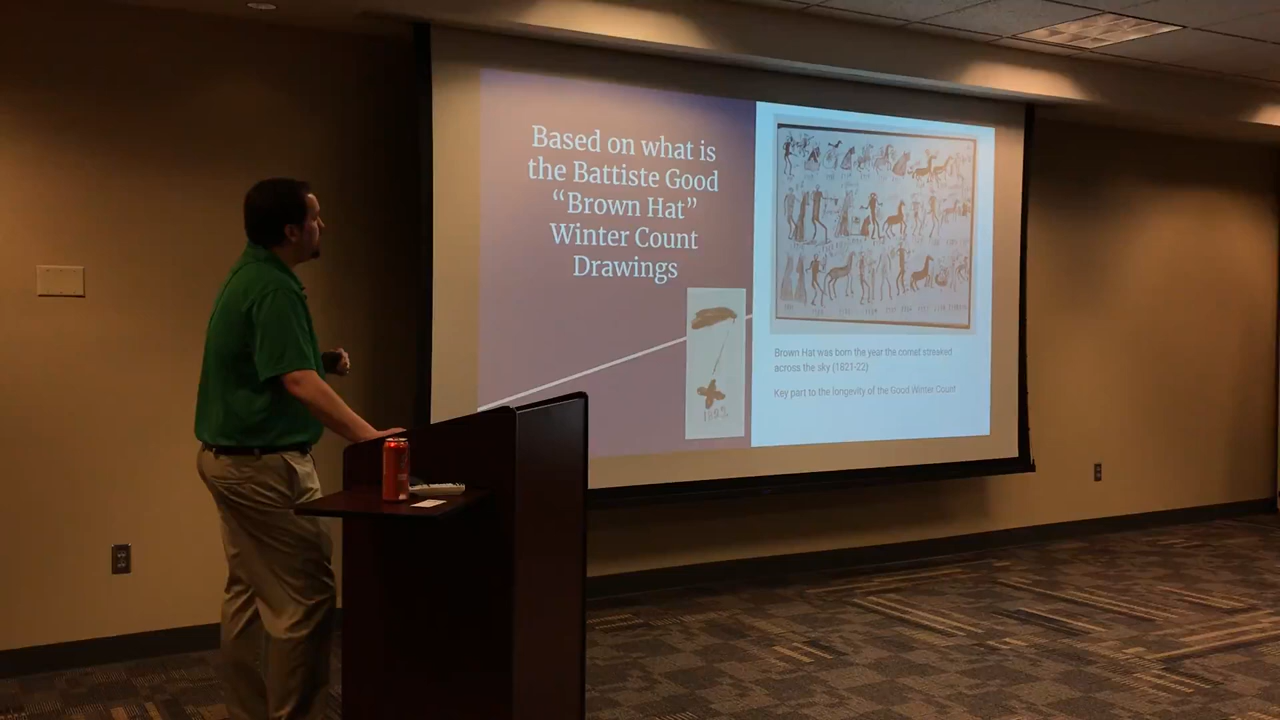 Based on what is
the Battiste Good
“Brown Hat”
Winter Count
Drawings
Brown Hat was born the year the comet streaked
across the sky (1821-22)
Key part to the longevity of the Good Winter Count